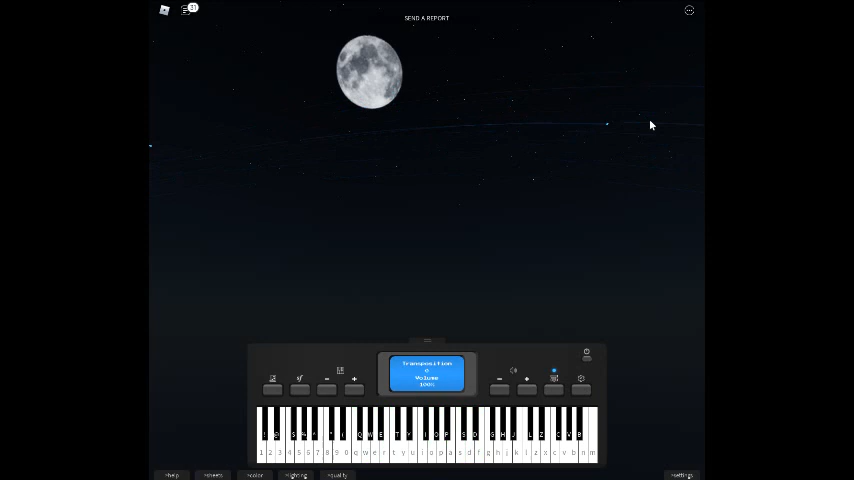 31
SEND A REPORT
Transposition
0
Volume
100%
1 2 3 4 5 6 7 8 9 0 q w e r t y u i o p a s d f g h j k l z x c v b n m
help
sheets
color
lighting
quality
settings